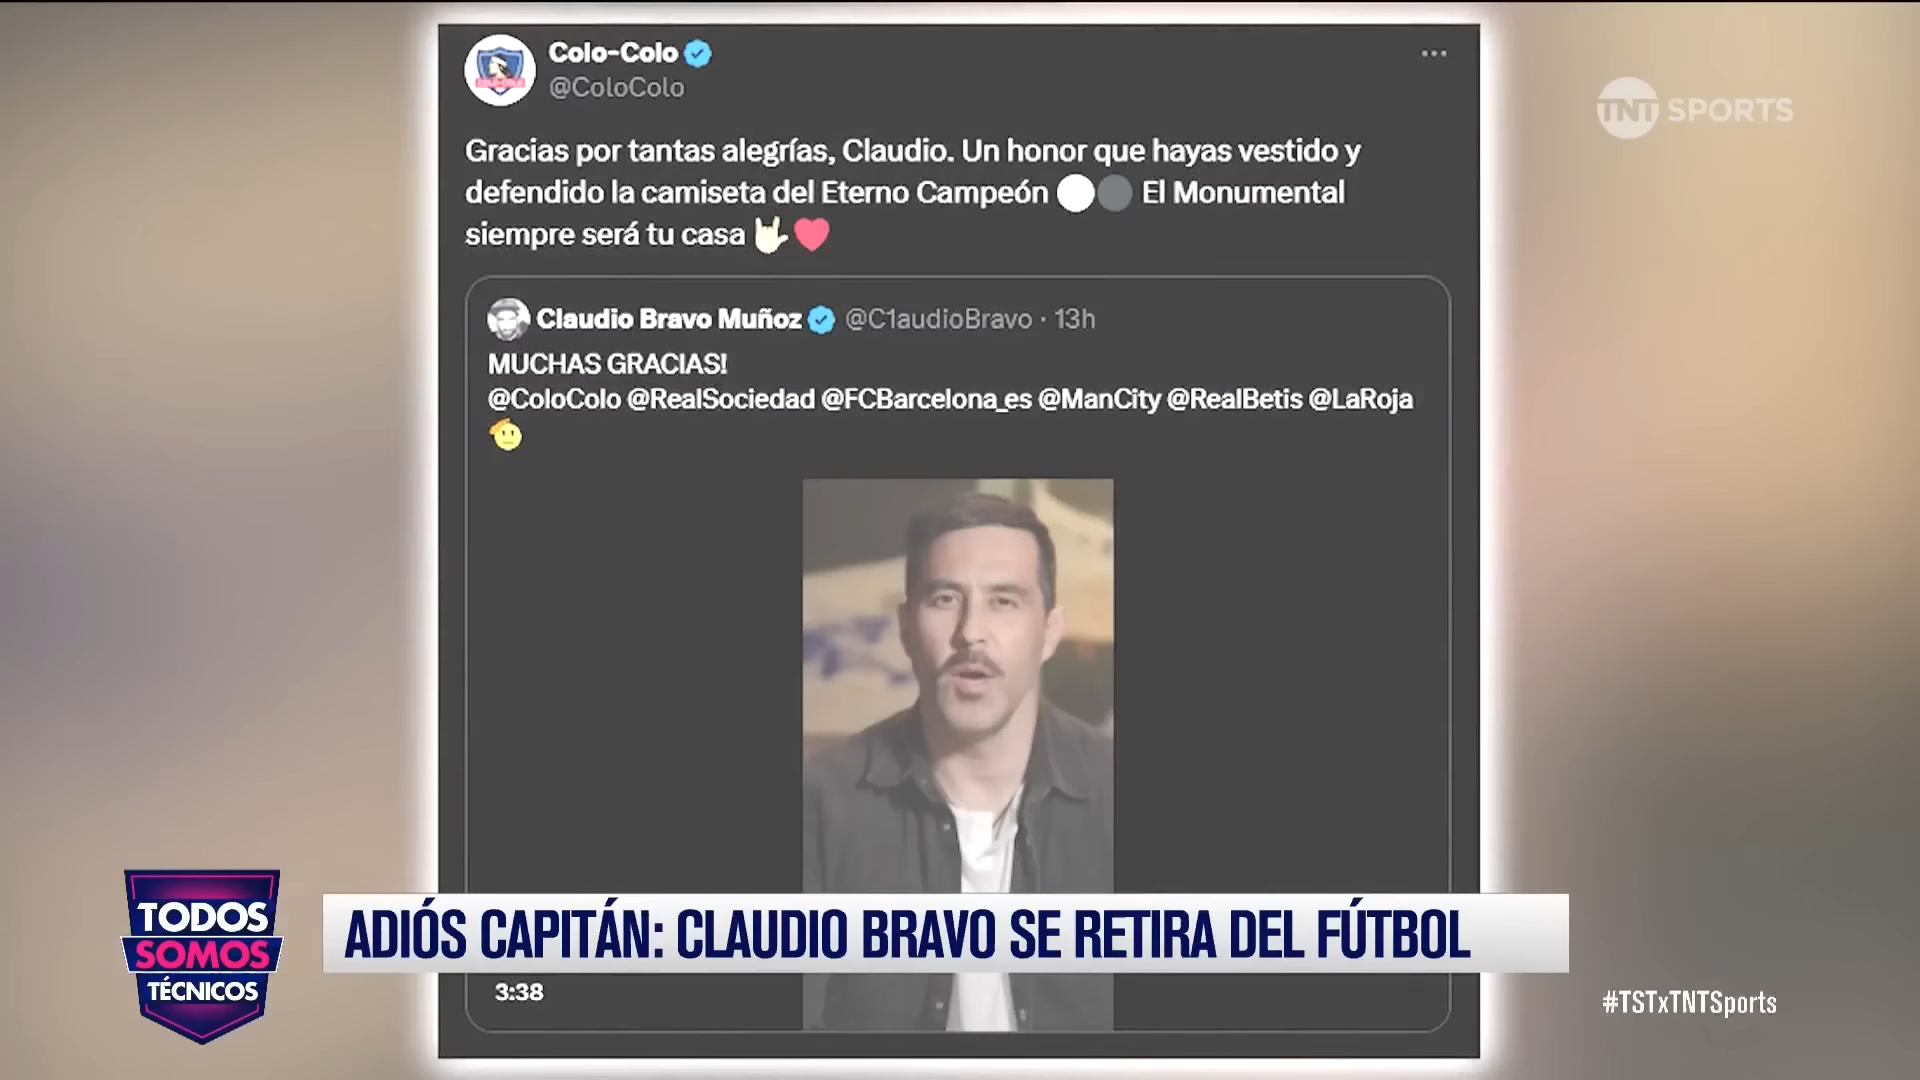 Colo-Colo
@ColoColo
TNT SPORTS
Gracias por tantas alegrías, Claudio. Un honor que hayas vestido y
defendido la camiseta del Eterno Campeón ⚪⚫ El Monumental
siempre será tu casa 🤟🏻❤️
Claudio Bravo Muñoz @C1audioBravo · 13h
MUCHAS GRACIAS!
@ColoColo @RealSociedad @FCBarcelona_es @ManCity @RealBetis @LaRoja
🫡
TODOS
SOMOS
TÉCNICOS
ADIÓS CAPITÁN: CLAUDIO BRAVO SE RETIRA DEL FÚTBOL
3:38
#TSTxTNTSports